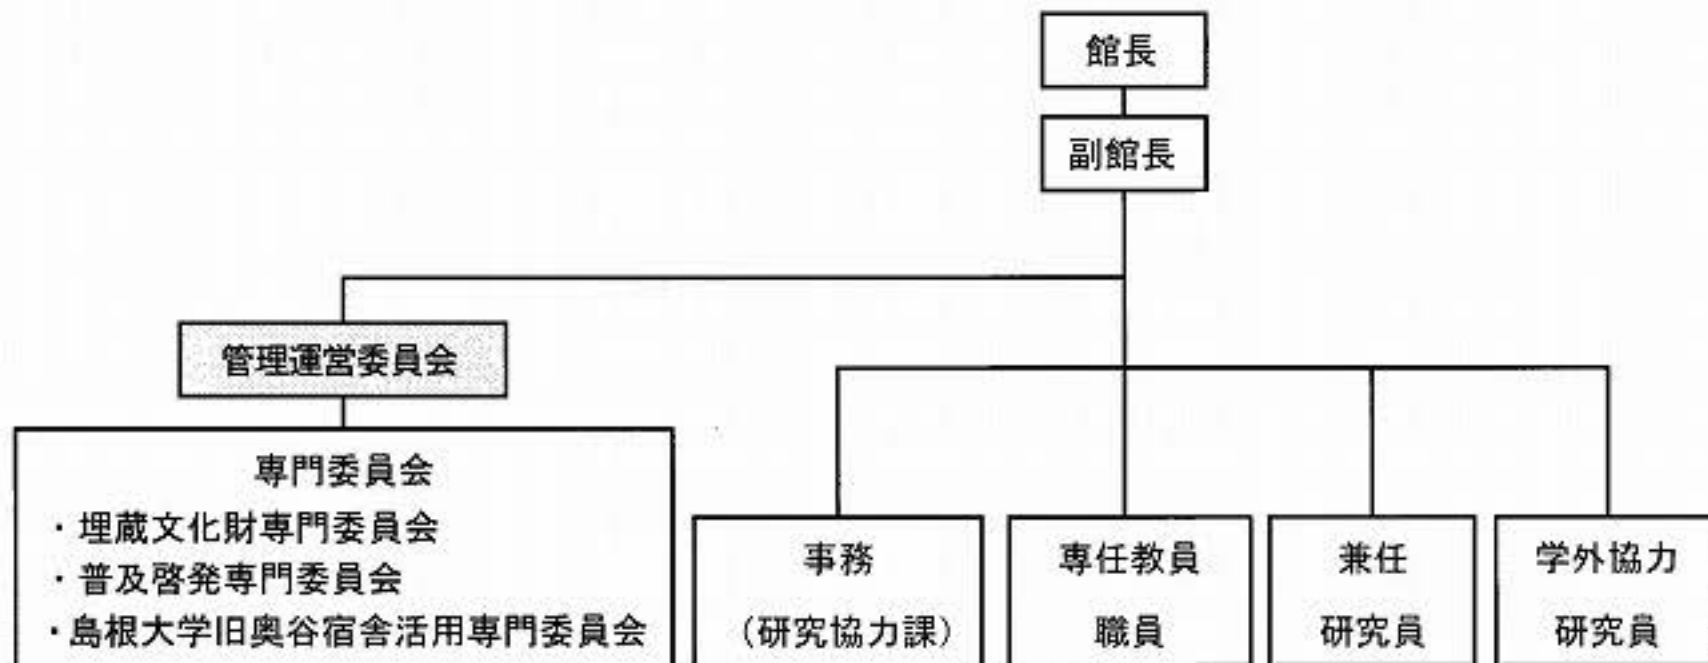 館長
副館長
管理運営委員会
専門委員会
・埋蔵文化財専門委員会
・普及啓発専門委員会
・島根大学旧奥谷宿舎活用専門委員会
事務
(研究協力課)
専任教員
職員
兼任
研究員
学外協力
研究員